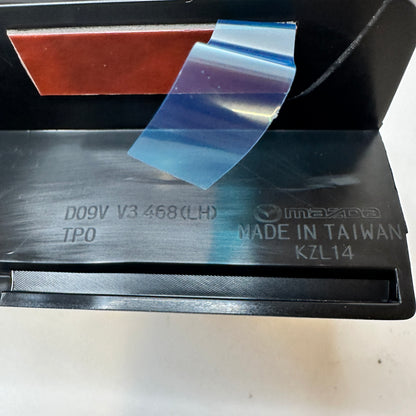 D09V V3 468(LH)
TPO
mazda
MADE IN TAIWAN
KZL14